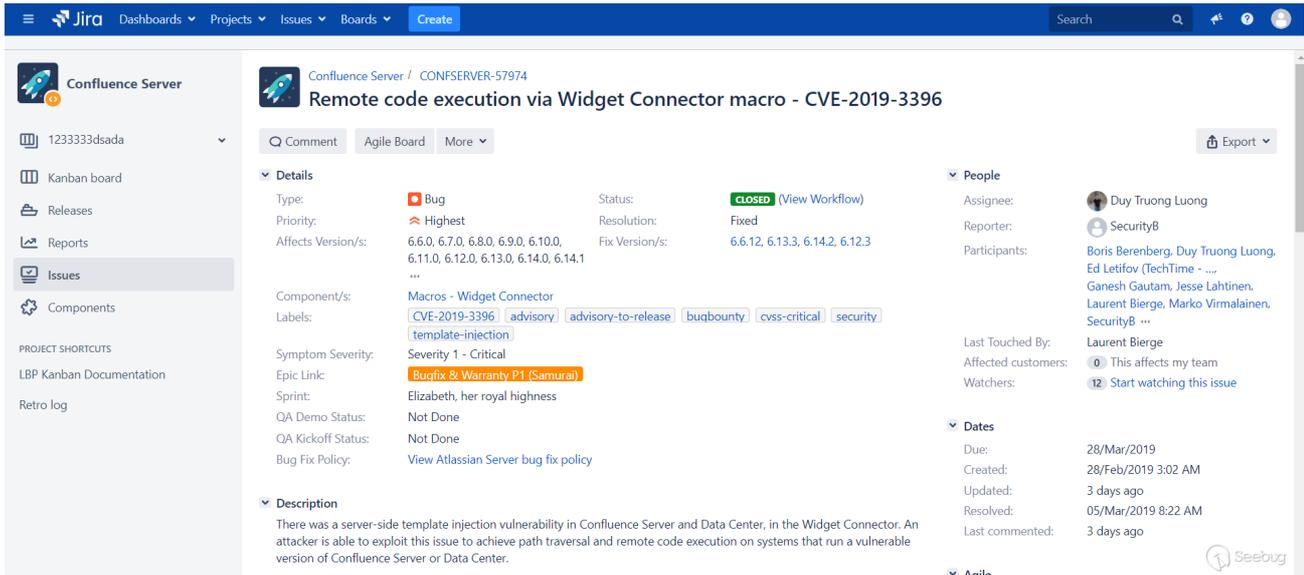 Jira Dashboards Projects Issues Boards Create Search
Confluence Server
1233333dsada
Kanban board
Releases
Reports
Issues
Components
PROJECT SHORTCUTS
LBP Kanban Documentation
Retro log
Confluence Server / CONFSERVER-57974
Remote code execution via Widget Connector macro - CVE-2019-3396
Comment Agile Board More Export
Details
Type: Bug Status: CLOSED (View Workflow)
Priority: Highest Resolution: Fixed
Affects Version/s: 6.6.0, 6.7.0, 6.8.0, 6.9.0, 6.10.0, Fix Version/s: 6.6.12, 6.13.3, 6.14.2, 6.12.3
6.11.0, 6.12.0, 6.13.0, 6.14.0, 6.14.1
...
Component/s: Macros - Widget Connector
Labels: CVE-2019-3396 advisory advisory-to-release bugbounty cvss-critical security
template-injection
Symptom Severity: Severity 1 - Critical
Epic Link: Bugfix & Warranty P1 (Samurai)
Sprint: Elizabeth, her royal highness
QA Demo Status: Not Done
QA Kickoff Status: Not Done
Bug Fix Policy: View Atlassian Server bug fix policy
Description
There was a server-side template injection vulnerability in Confluence Server and Data Center, in the Widget Connector. An
attacker is able to exploit this issue to achieve path traversal and remote code execution on systems that run a vulnerable
version of Confluence Server or Data Center.
People
Assignee: Duy Truong Luong
Reporter: SecurityB
Participants: Boris Berenberg, Duy Truong Luong,
Ed Letifov (TechTime - ...,
Ganesh Gautam, Jesse Lahtinen,
Laurent Bierge, Marko Virmalainen,
SecurityB ...
Last Touched By: Laurent Bierge
Affected customers: 0 This affects my team
Watchers: 12 Start watching this issue
Dates
Due: 28/Mar/2019
Created: 28/Feb/2019 3:02 AM
Updated: 3 days ago
Resolved: 05/Mar/2019 8:22 AM
Last commented: 3 days ago
Agile
Seebug